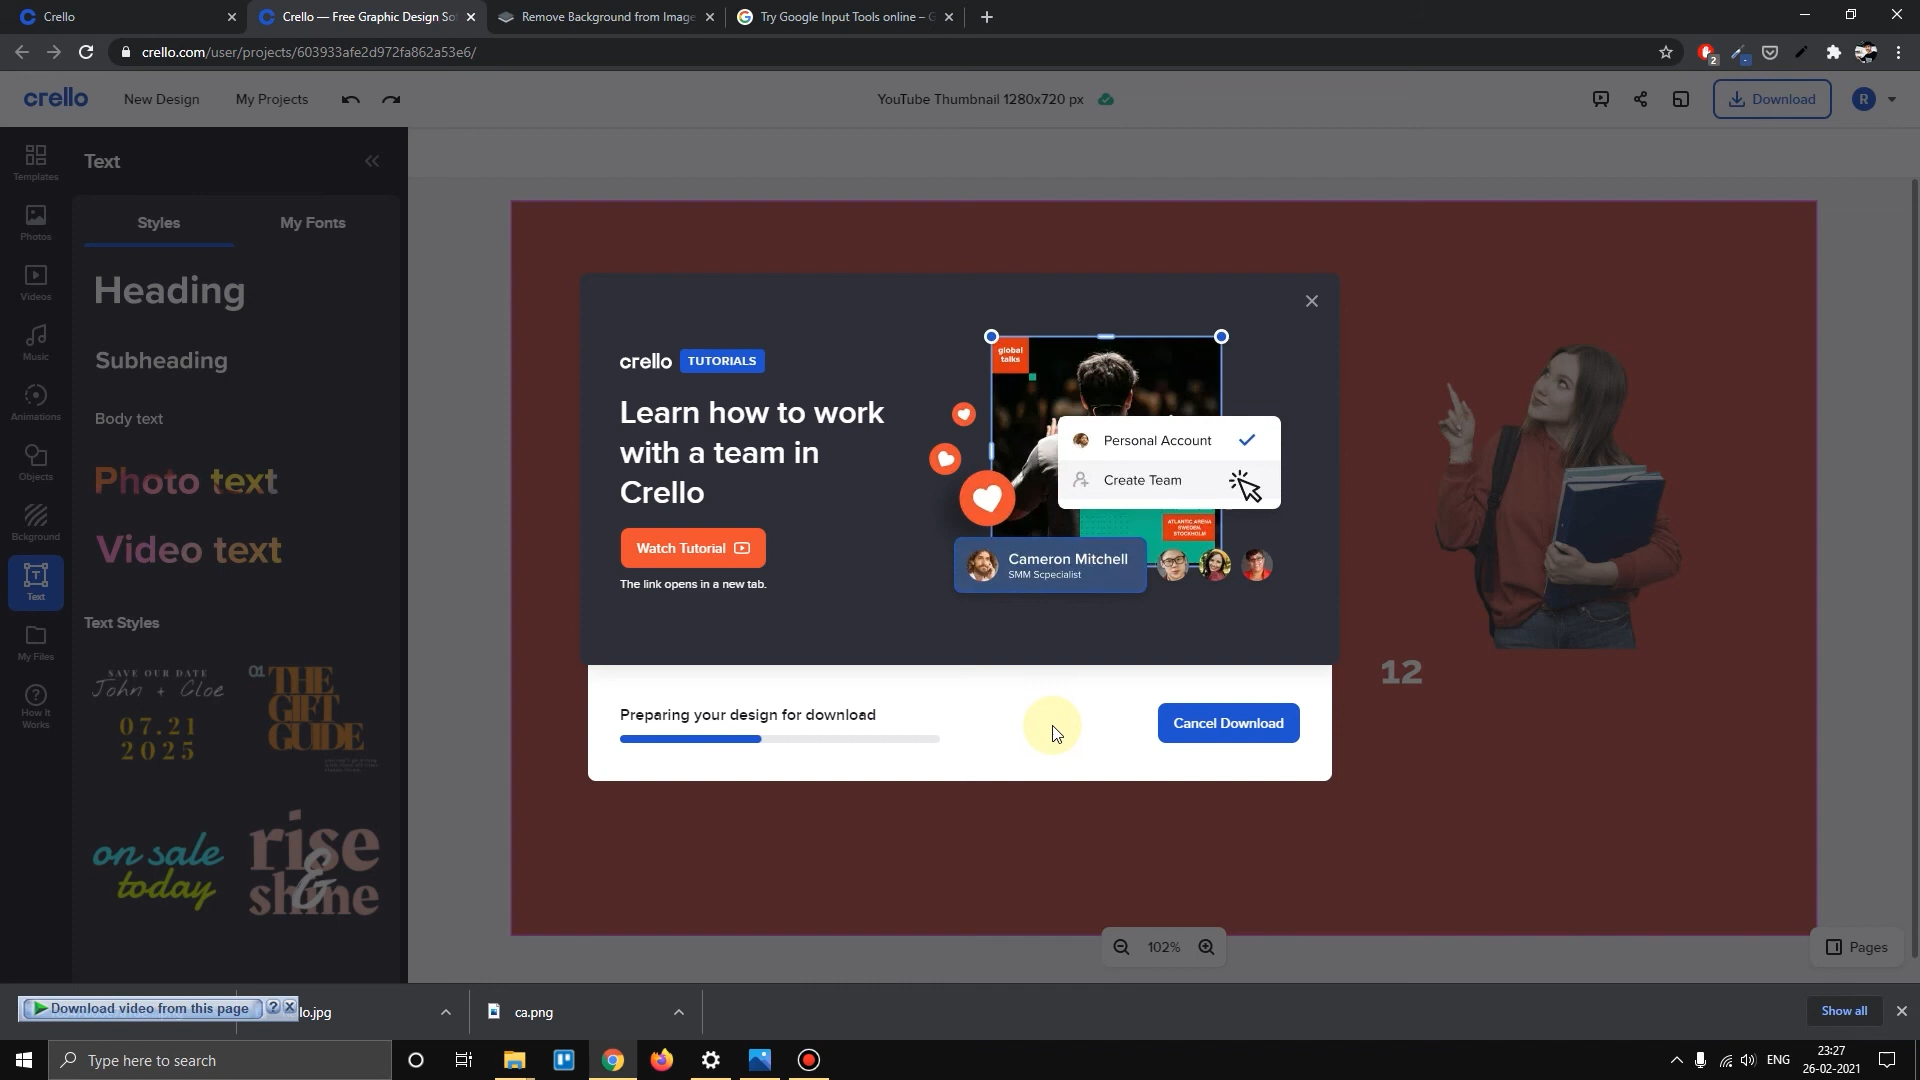 Crello
Crello — Free Graphic Design So
Remove Background from Image
Try Google Input Tools online – G
crello.com/user/projects/603933afe2d972fa862a53e6/
2
crello
New Design
My Projects
YouTube Thumbnail 1280x720 px
Download
R
Templates
Photos
Videos
Music
Animations
Objects
Bckground
Text
My Files
How It
Works
Text
Styles
My Fonts
Heading
Subheading
Body text
Photo text
Video text
Text Styles
SAVE OUR DATE
John + Cloe
07.21
2025
01 THE
GIFT
GUIDE
on sale
today
rise
&
shine
crello TUTORIALS
Learn how to work
with a team in
Crello
Watch Tutorial
The link opens in a new tab.
global
talks
Personal Account
Create Team
ATLANTIC ARENA
SWEDEN,
STOCKHOLM
Cameron Mitchell
SMM Scpecialist
12
Preparing your design for download
Cancel Download
102%
Pages
Download video from this page
?
lo.jpg
ca.png
Show all
Type here to search
ENG
23:27
26-02-2021